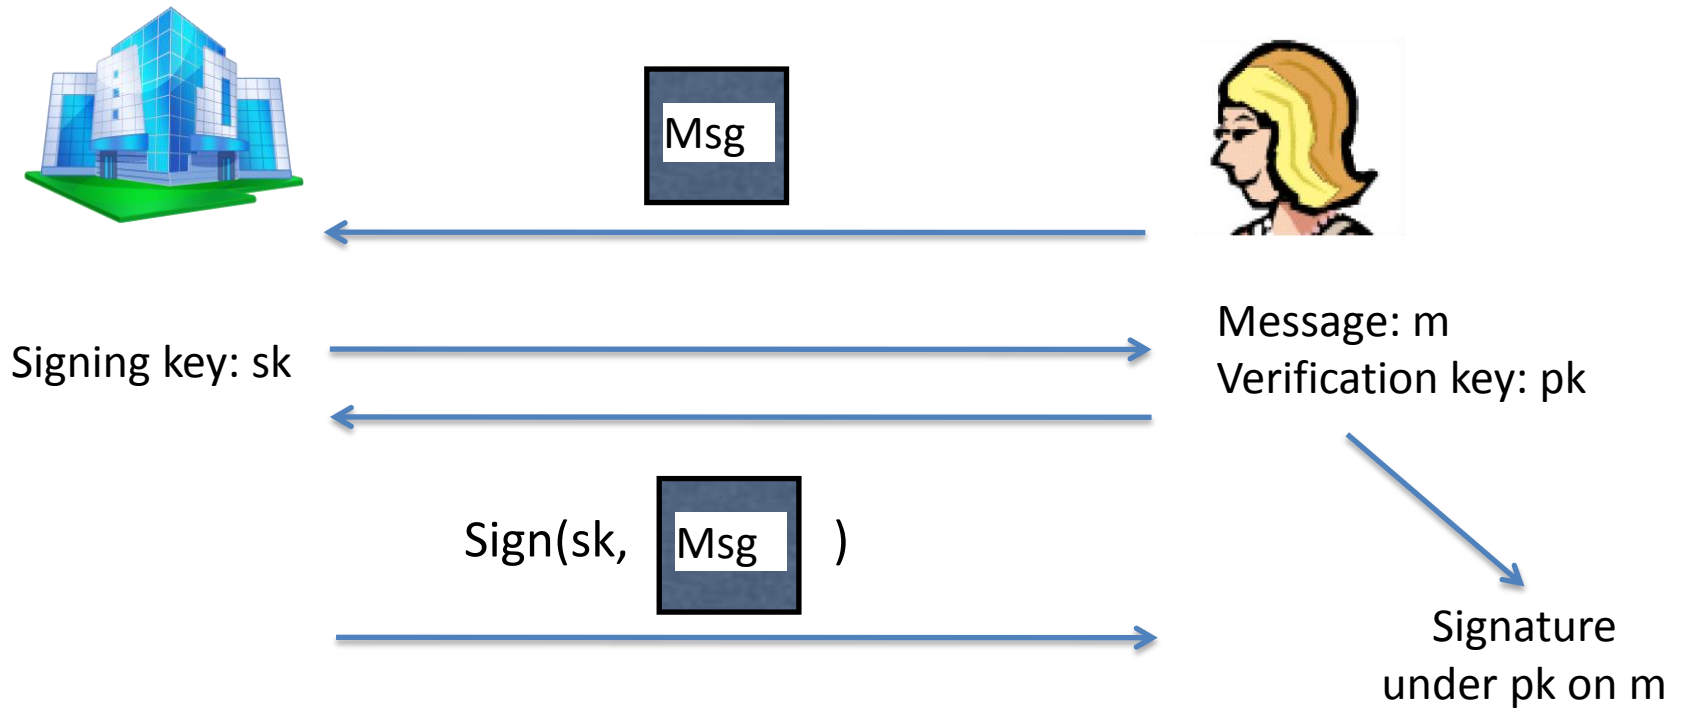 Msg
Signing key: sk
Message: m
Verification key: pk
Sign(sk, Msg )
Signature
under pk on m